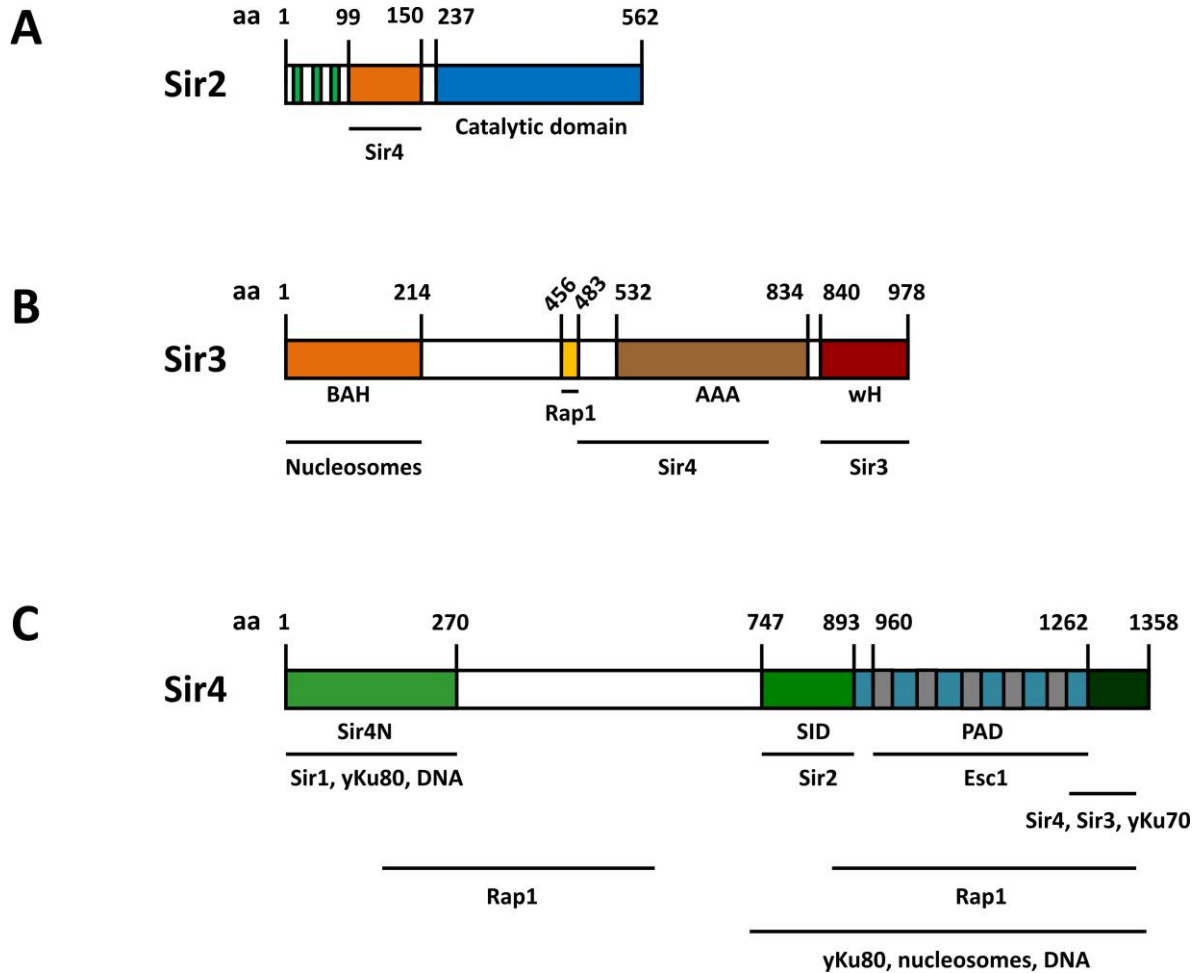 A
aa 1 99 150 237 562
Sir2
Catalytic domain
Sir4
B
aa 1 214 456 483 532 834 840 978
Sir3
BAH Rap1 AAA wH
Nucleosomes Sir4 Sir3
C
aa 1 270 747 893 960 1262 1358
Sir4
Sir4N SID PAD
Sir1, yKu80, DNA Sir2 Esc1
Sir4, Sir3, yKu70
Rap1 Rap1
yKu80, nucleosomes, DNA